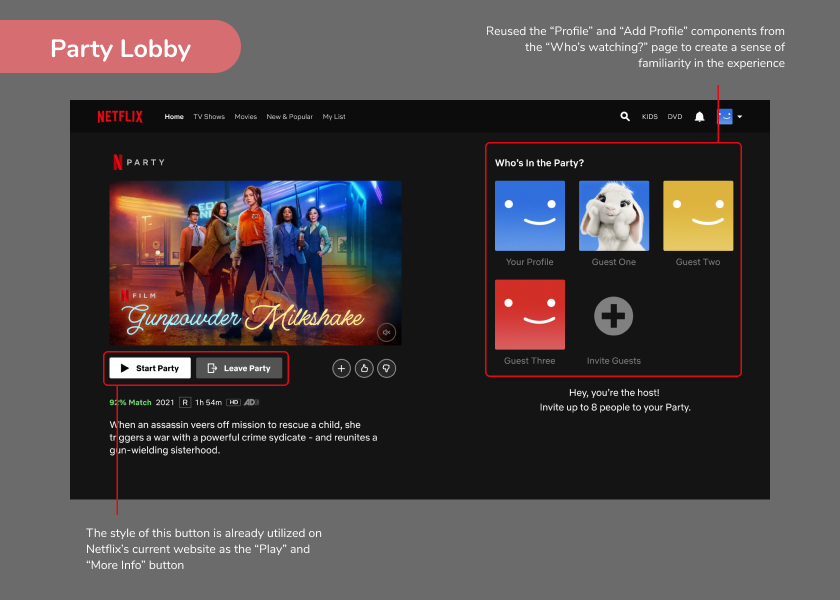 Party Lobby
Reused the “Profile” and “Add Profile” components from
the “Who’s watching?” page to create a sense of
familiarity in the experience
NETFLIX
Home
TV Shows
Movies
New & Popular
My List
KIDS
DVD
N PARTY
Who's In the Party?
N FILM
Gunpowder Milkshake
Your Profile
Guest One
Guest Two
Guest Three
Invite Guests
Start Party
Leave Party
92% Match 2021 R 1h 54m HD AD
When an assassin veers off mission to rescue a child, she
triggers a war with a powerful crime sydicate - and reunites a
gun-wielding sisterhood.
Hey, you're the host!
Invite up to 8 people to your Party.
The style of this button is already utilized on
Netflix’s current website as the “Play” and
“More Info” button